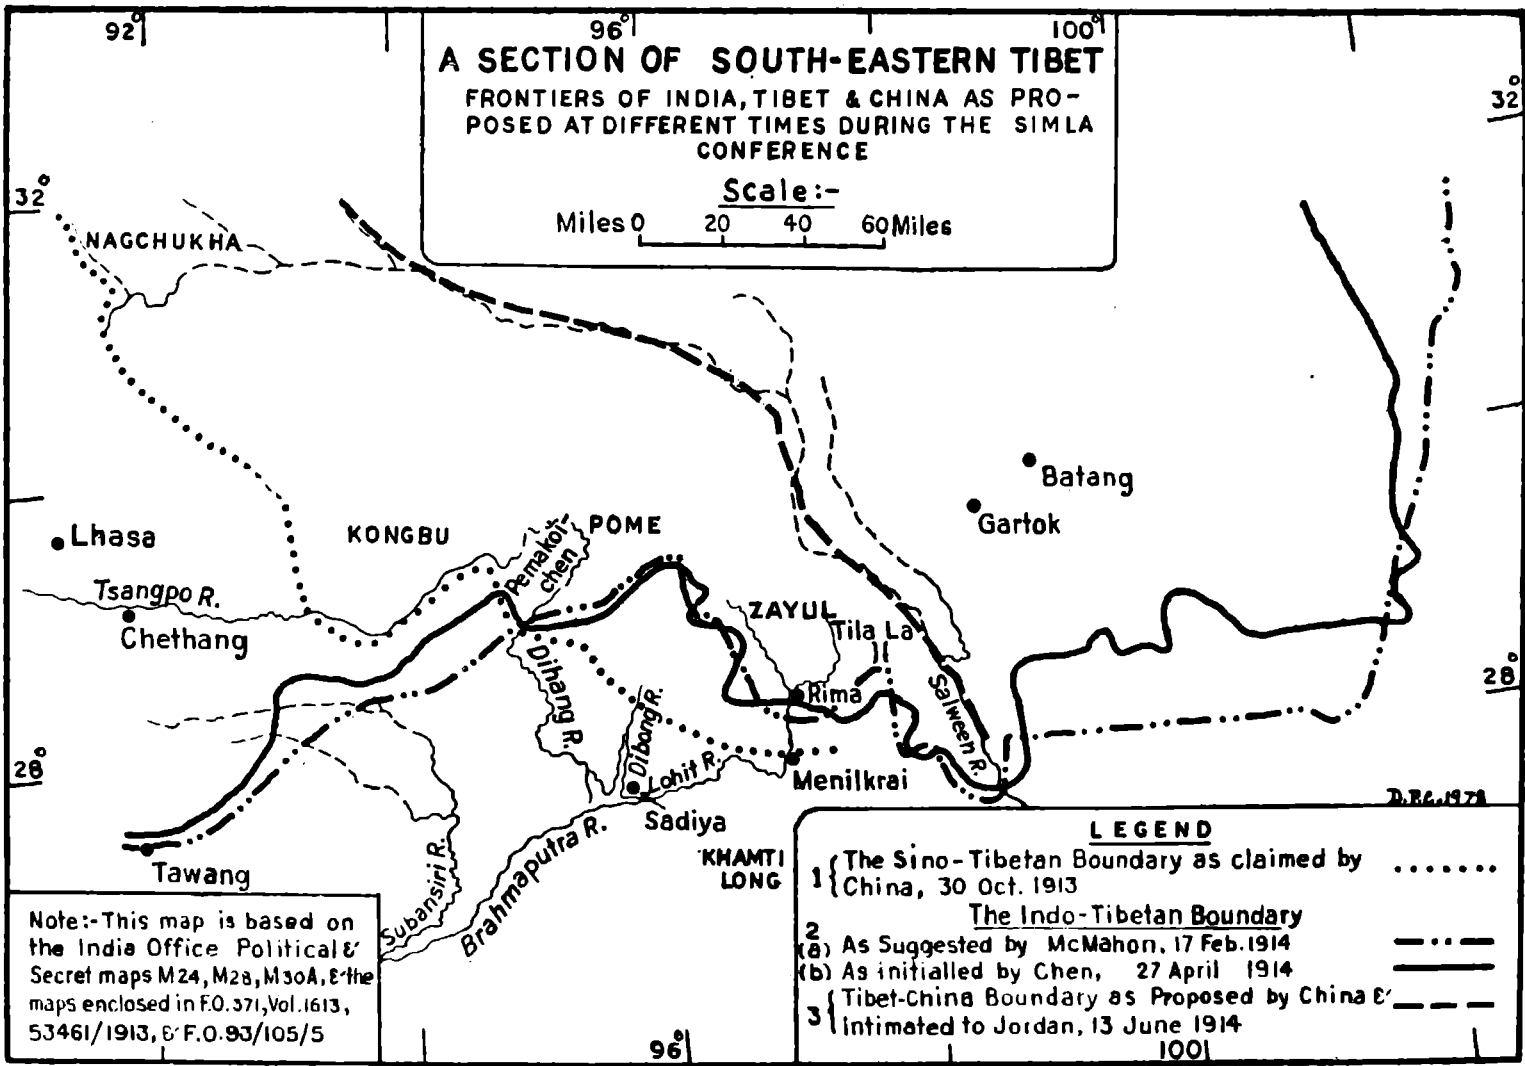 92°
96°
100°
A SECTION OF SOUTH-EASTERN TIBET
FRONTIERS OF INDIA, TIBET & CHINA AS PRO-
POSED AT DIFFERENT TIMES DURING THE SIMLA
CONFERENCE
Scale:-
Miles 0 20 40 60 Miles
32°
32°
NAGCHUKHA
Batang
Gartok
Lhasa
KONGBU
POME
Pemakoi-
chen
Tsangpo R.
Chethang
ZAYUL
Tila La
Dihang R.
Rima
Salween R.
28°
28°
Dibong R.
Lohit R.
Menilkrai
Sadiya
Tawang
Subansiri R.
Brahmaputra R.
KHAMTI
LONG
LEGEND
1 { The Sino-Tibetan Boundary as claimed by
China, 30 Oct. 1913
The Indo-Tibetan Boundary
2
(a) As Suggested by McMahon, 17 Feb. 1914
(b) As initialled by Chen, 27 April 1914
3 { Tibet-China Boundary as Proposed by China &
Intimated to Jordan, 13 June 1914
Note:- This map is based on
the India Office Political &
Secret maps M24, M28, M30A, & the
maps enclosed in F.O. 371, Vol. 1613,
53461/1913, & F.O. 93/105/5
96°
100